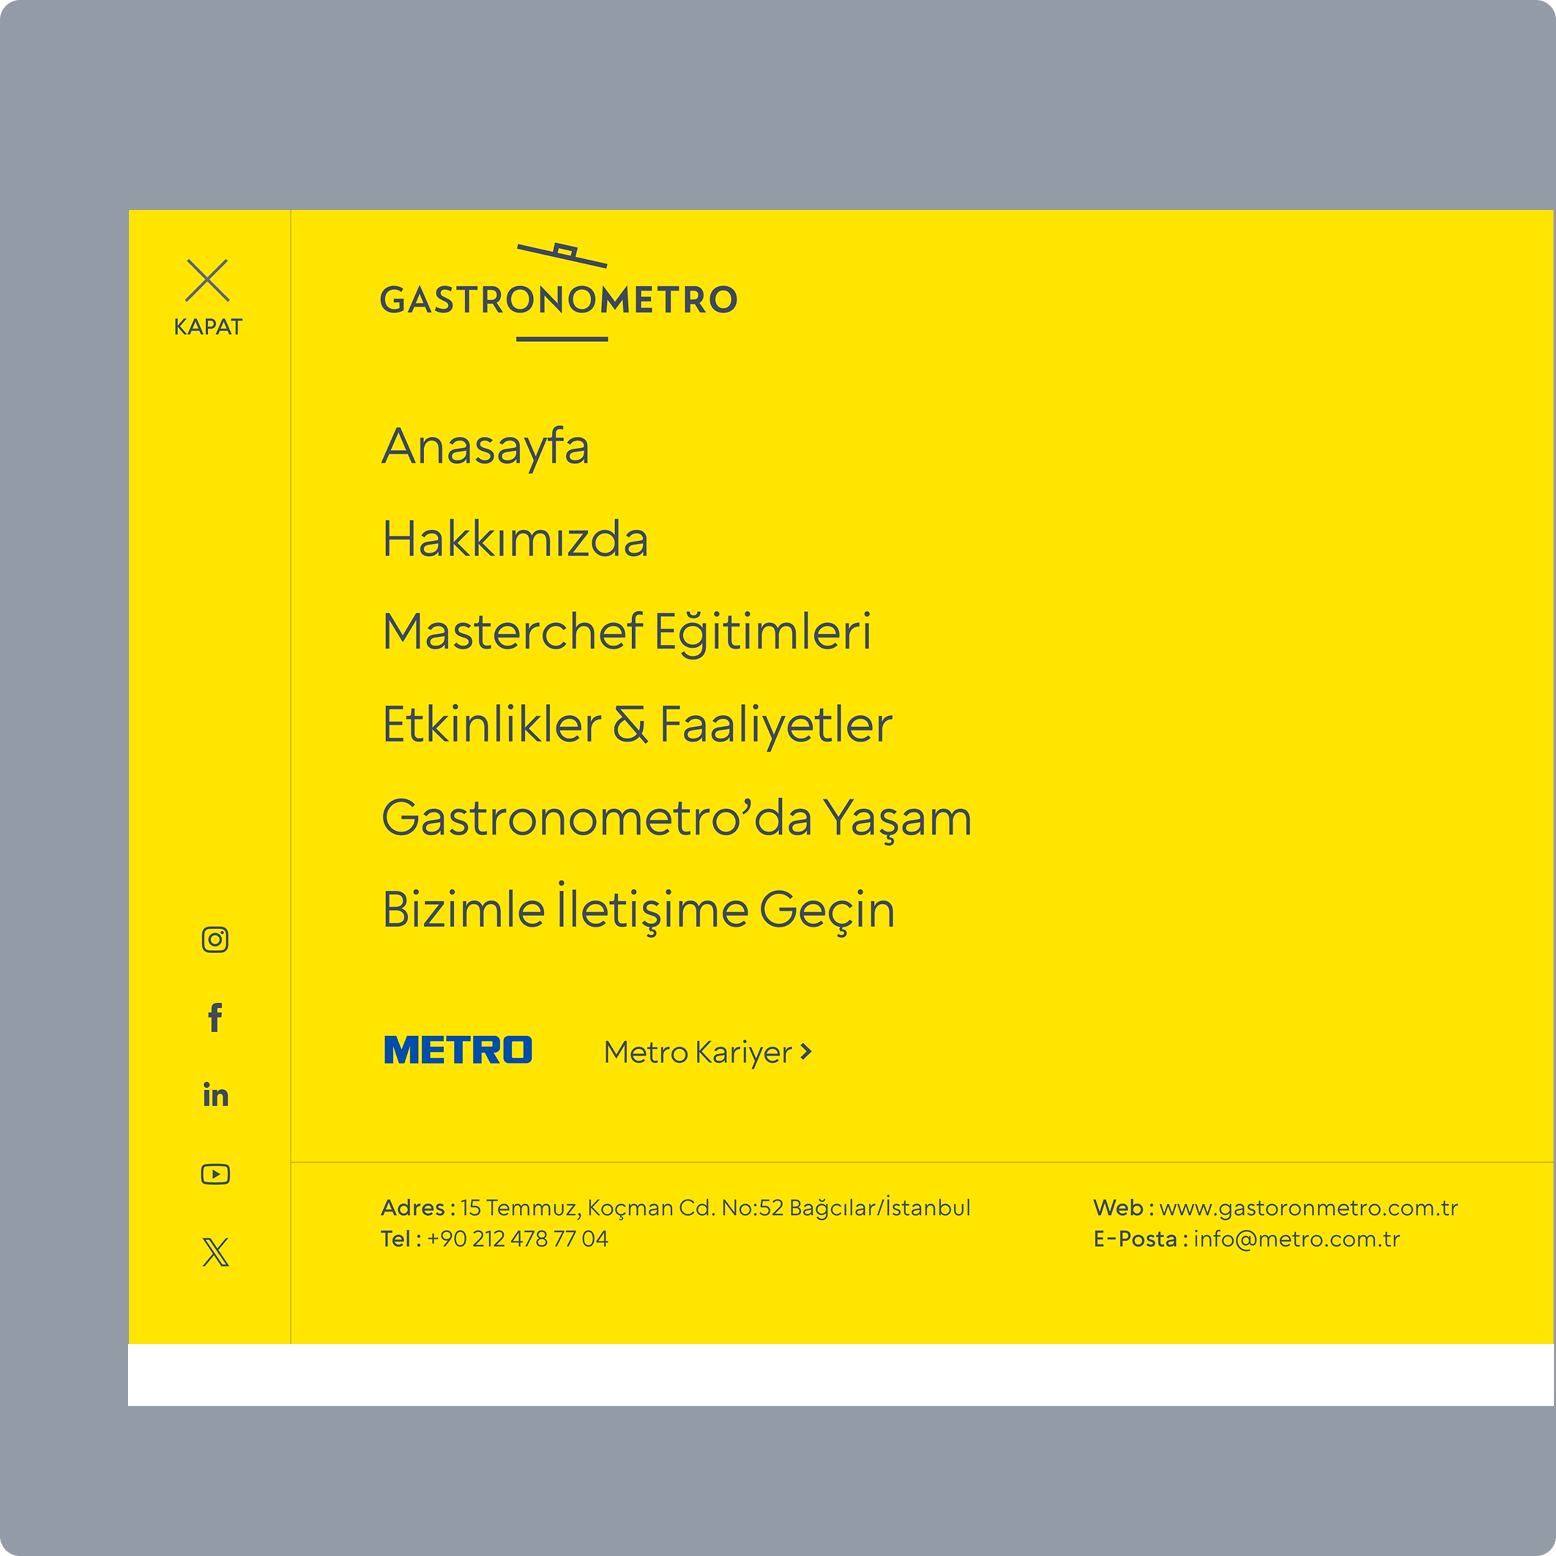 KAPAT
GASTRONOMETRO
Anasayfa
Hakkımızda
Masterchef Eğitimleri
Etkinlikler & Faaliyetler
Gastronometro’da Yaşam
Bizimle İletişime Geçin
METRO
Metro Kariyer >
Adres : 15 Temmuz, Koçman Cd. No:52 Bağcılar/İstanbul
Tel : +90 212 478 77 04
Web : www.gastoronmetro.com.tr
E-Posta : info@metro.com.tr